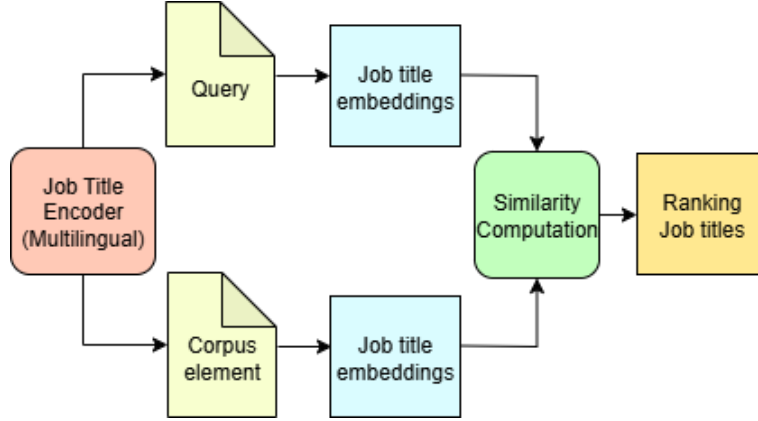 Query
Job title
embeddings
Job Title
Encoder
(Multilingual)
Similarity
Computation
Ranking
Job titles
Corpus
element
Job title
embeddings